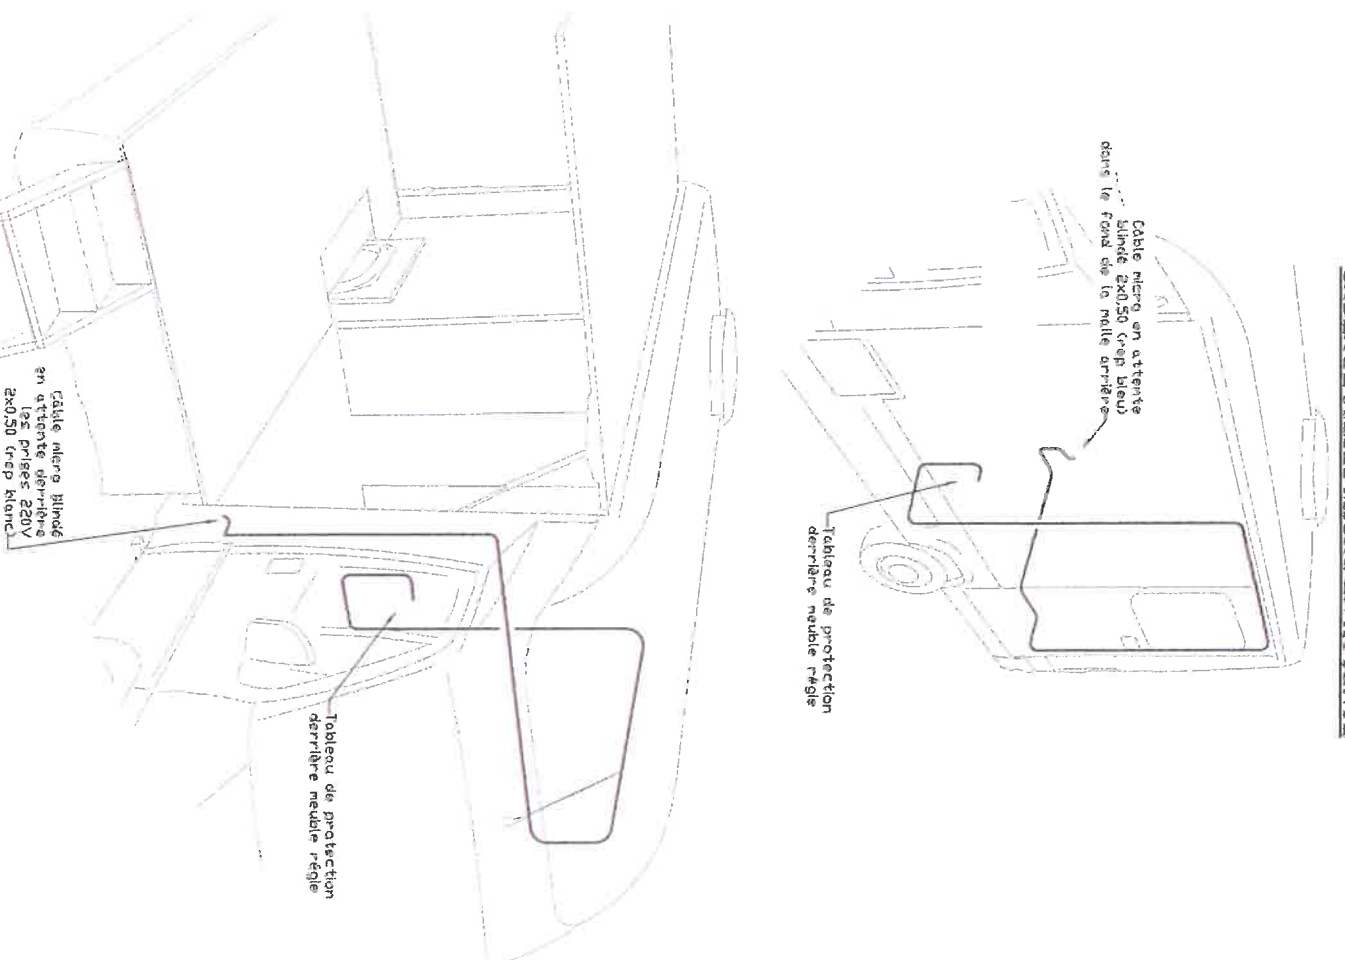 Câble micro en attente
blindé 2x0,50 (rep bleu)
dans le fond de la malle arrière
Tableau de protection
derrière meuble régie
Câble micro blindé
en attente derrière
les prises 220V
2x0,50 (rep blanc)
Tableau de protection
derrière meuble régie